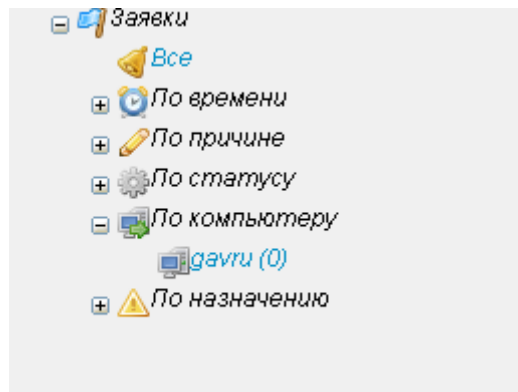 Заявки
Все
По времени
По причине
По статусу
По компьютеру
gavru (0)
По назначению